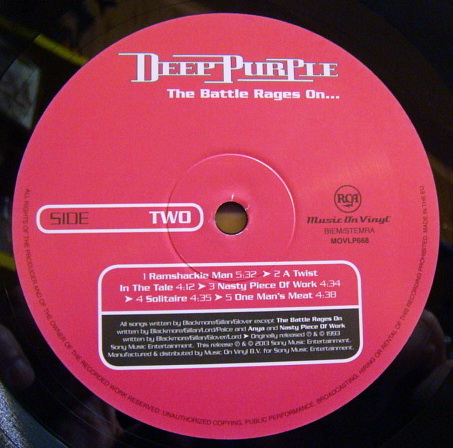 DEEP PURPLE
The Battle Rages On...
SIDE TWO
RCA
Music On Vinyl
BIEM/STEMRA
MOVLP668
1 Ramshackle Man 5:32 ➤ 2 A Twist
In The Tale 4:12 ➤ 3 Nasty Piece Of Work 4:34
➤ 4 Solitaire 4:35 ➤ 5 One Man's Meat 4:38
All songs written by Blackmore/Gillan/Glover except The Battle Rages On
written by Blackmore/Gillan/Lord/Paice and Anya and Nasty Piece Of Work
written by Blackmore/Gillan/Glover/Lord ➤ Originally released ℗ & © 1993
Sony Music Entertainment. This release ℗ & © 2013 Sony Music Entertainment.
Manufactured & distributed by Music On Vinyl B.V. for Sony Music Entertainment.
ALL RIGHTS OF THE PRODUCER AND OF THE OWNER OF THE RECORDED WORK RESERVED. UNAUTHORIZED COPYING, PUBLIC PERFORMANCE, BROADCASTING, HIRING OR RENTAL OF THIS RECORDING PROHIBITED. MADE IN THE EU.